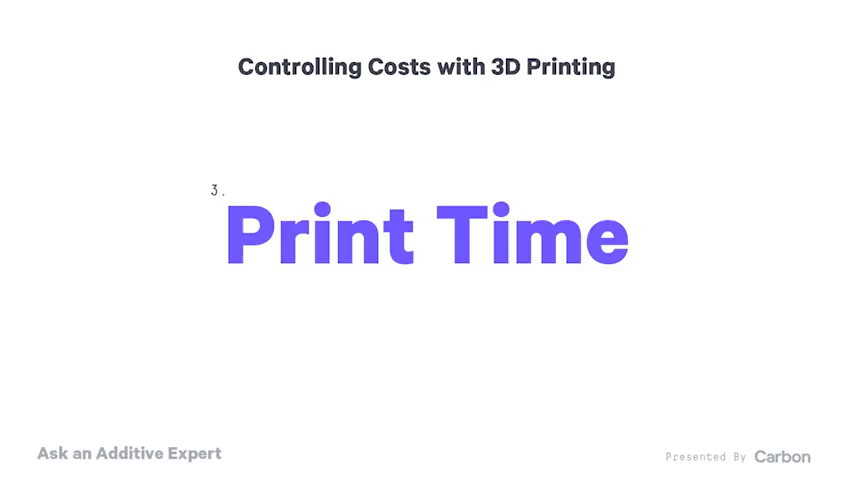 Controlling Costs with 3D Printing
3.
Print Time
Ask an Additive Expert
Presented By Carbon